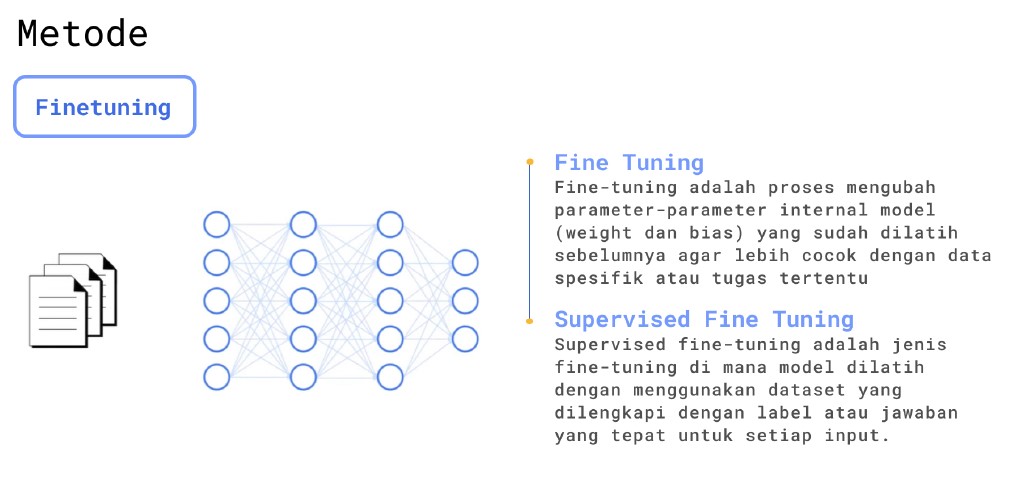 Metode
Finetuning
Fine Tuning
Fine-tuning adalah proses mengubah
parameter-parameter internal model
(weight dan bias) yang sudah dilatih
sebelumnya agar lebih cocok dengan data
spesifik atau tugas tertentu
Supervised Fine Tuning
Supervised fine-tuning adalah jenis
fine-tuning di mana model dilatih
dengan menggunakan dataset yang
dilengkapi dengan label atau jawaban
yang tepat untuk setiap input.